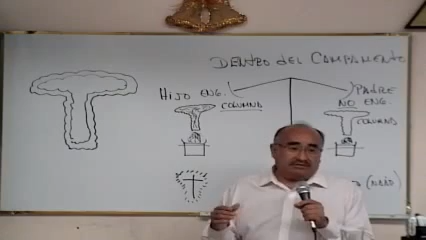 DENTRO DEL CAMPAMENTO
HIJO ENG.
PADRE
NO ENG.
COLUMNA
COLUMNA